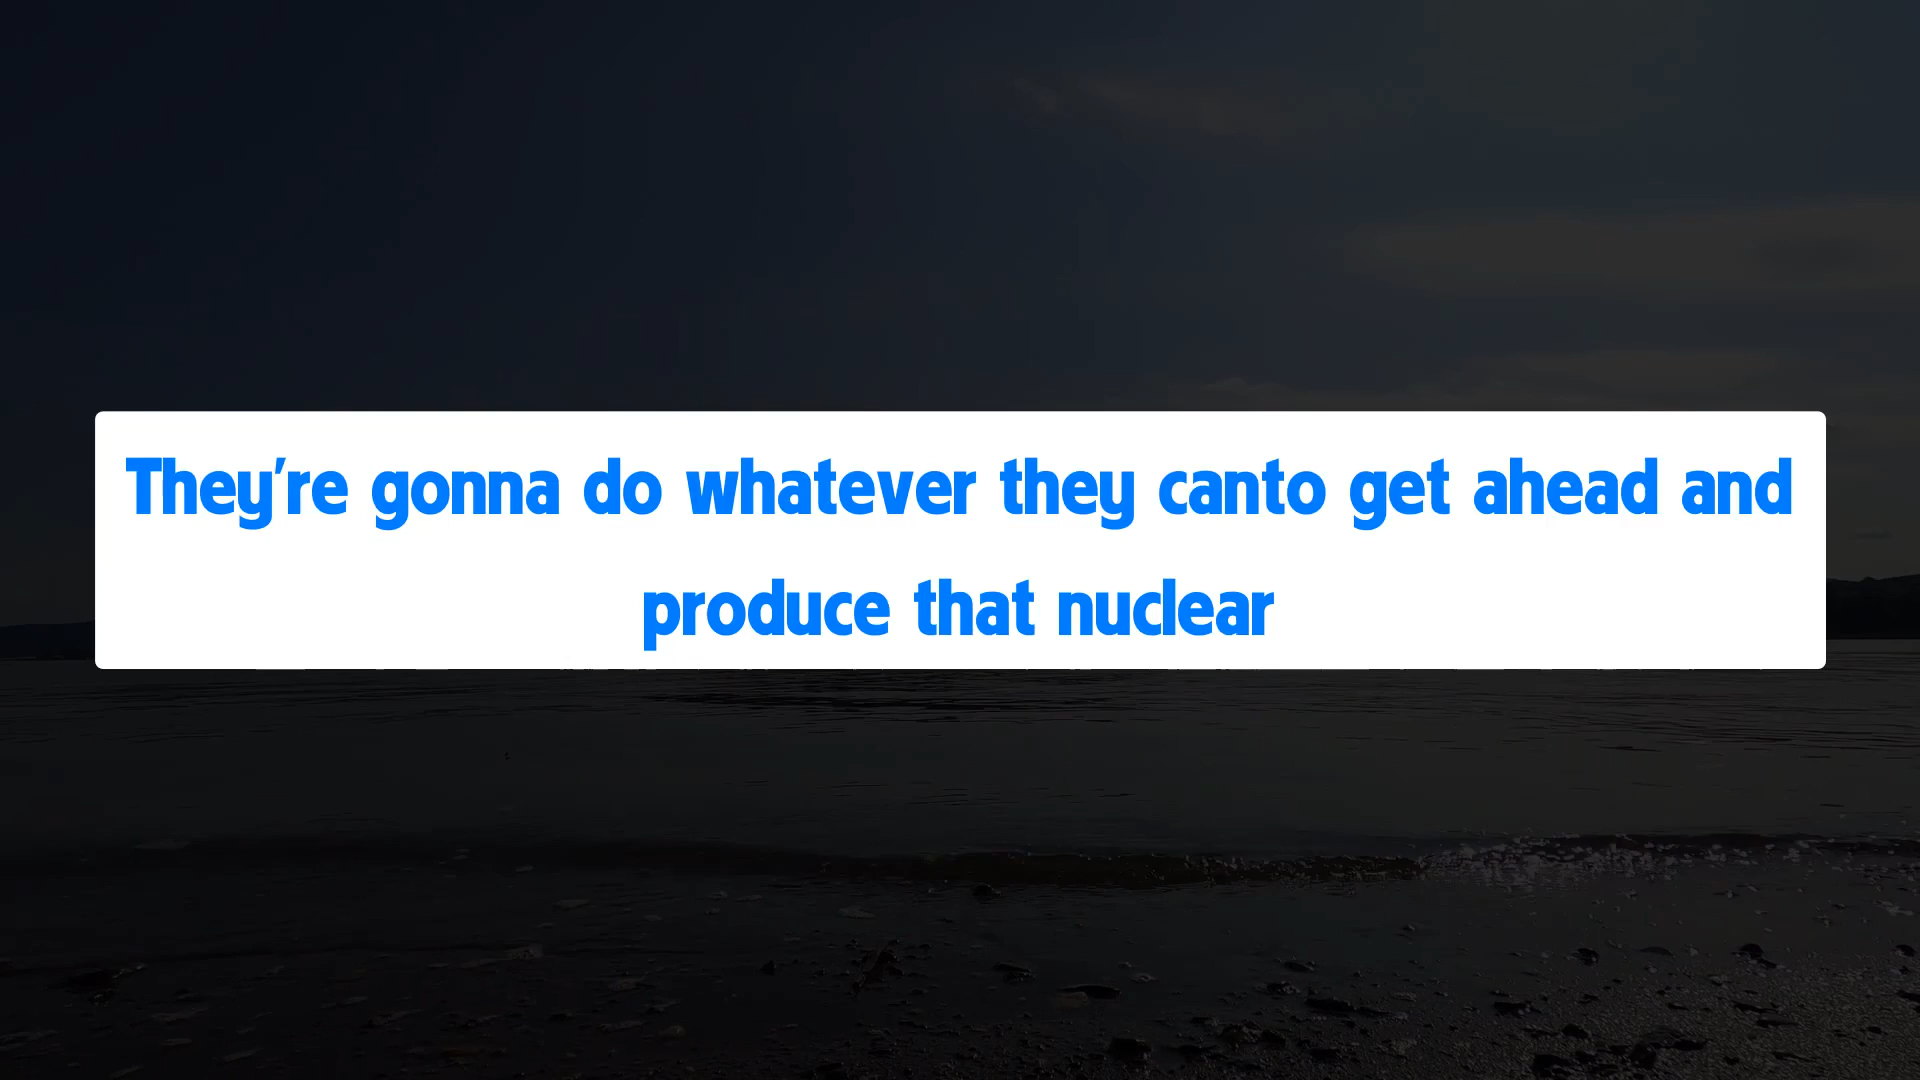 They're gonna do whatever they canto get ahead and
produce that nuclear